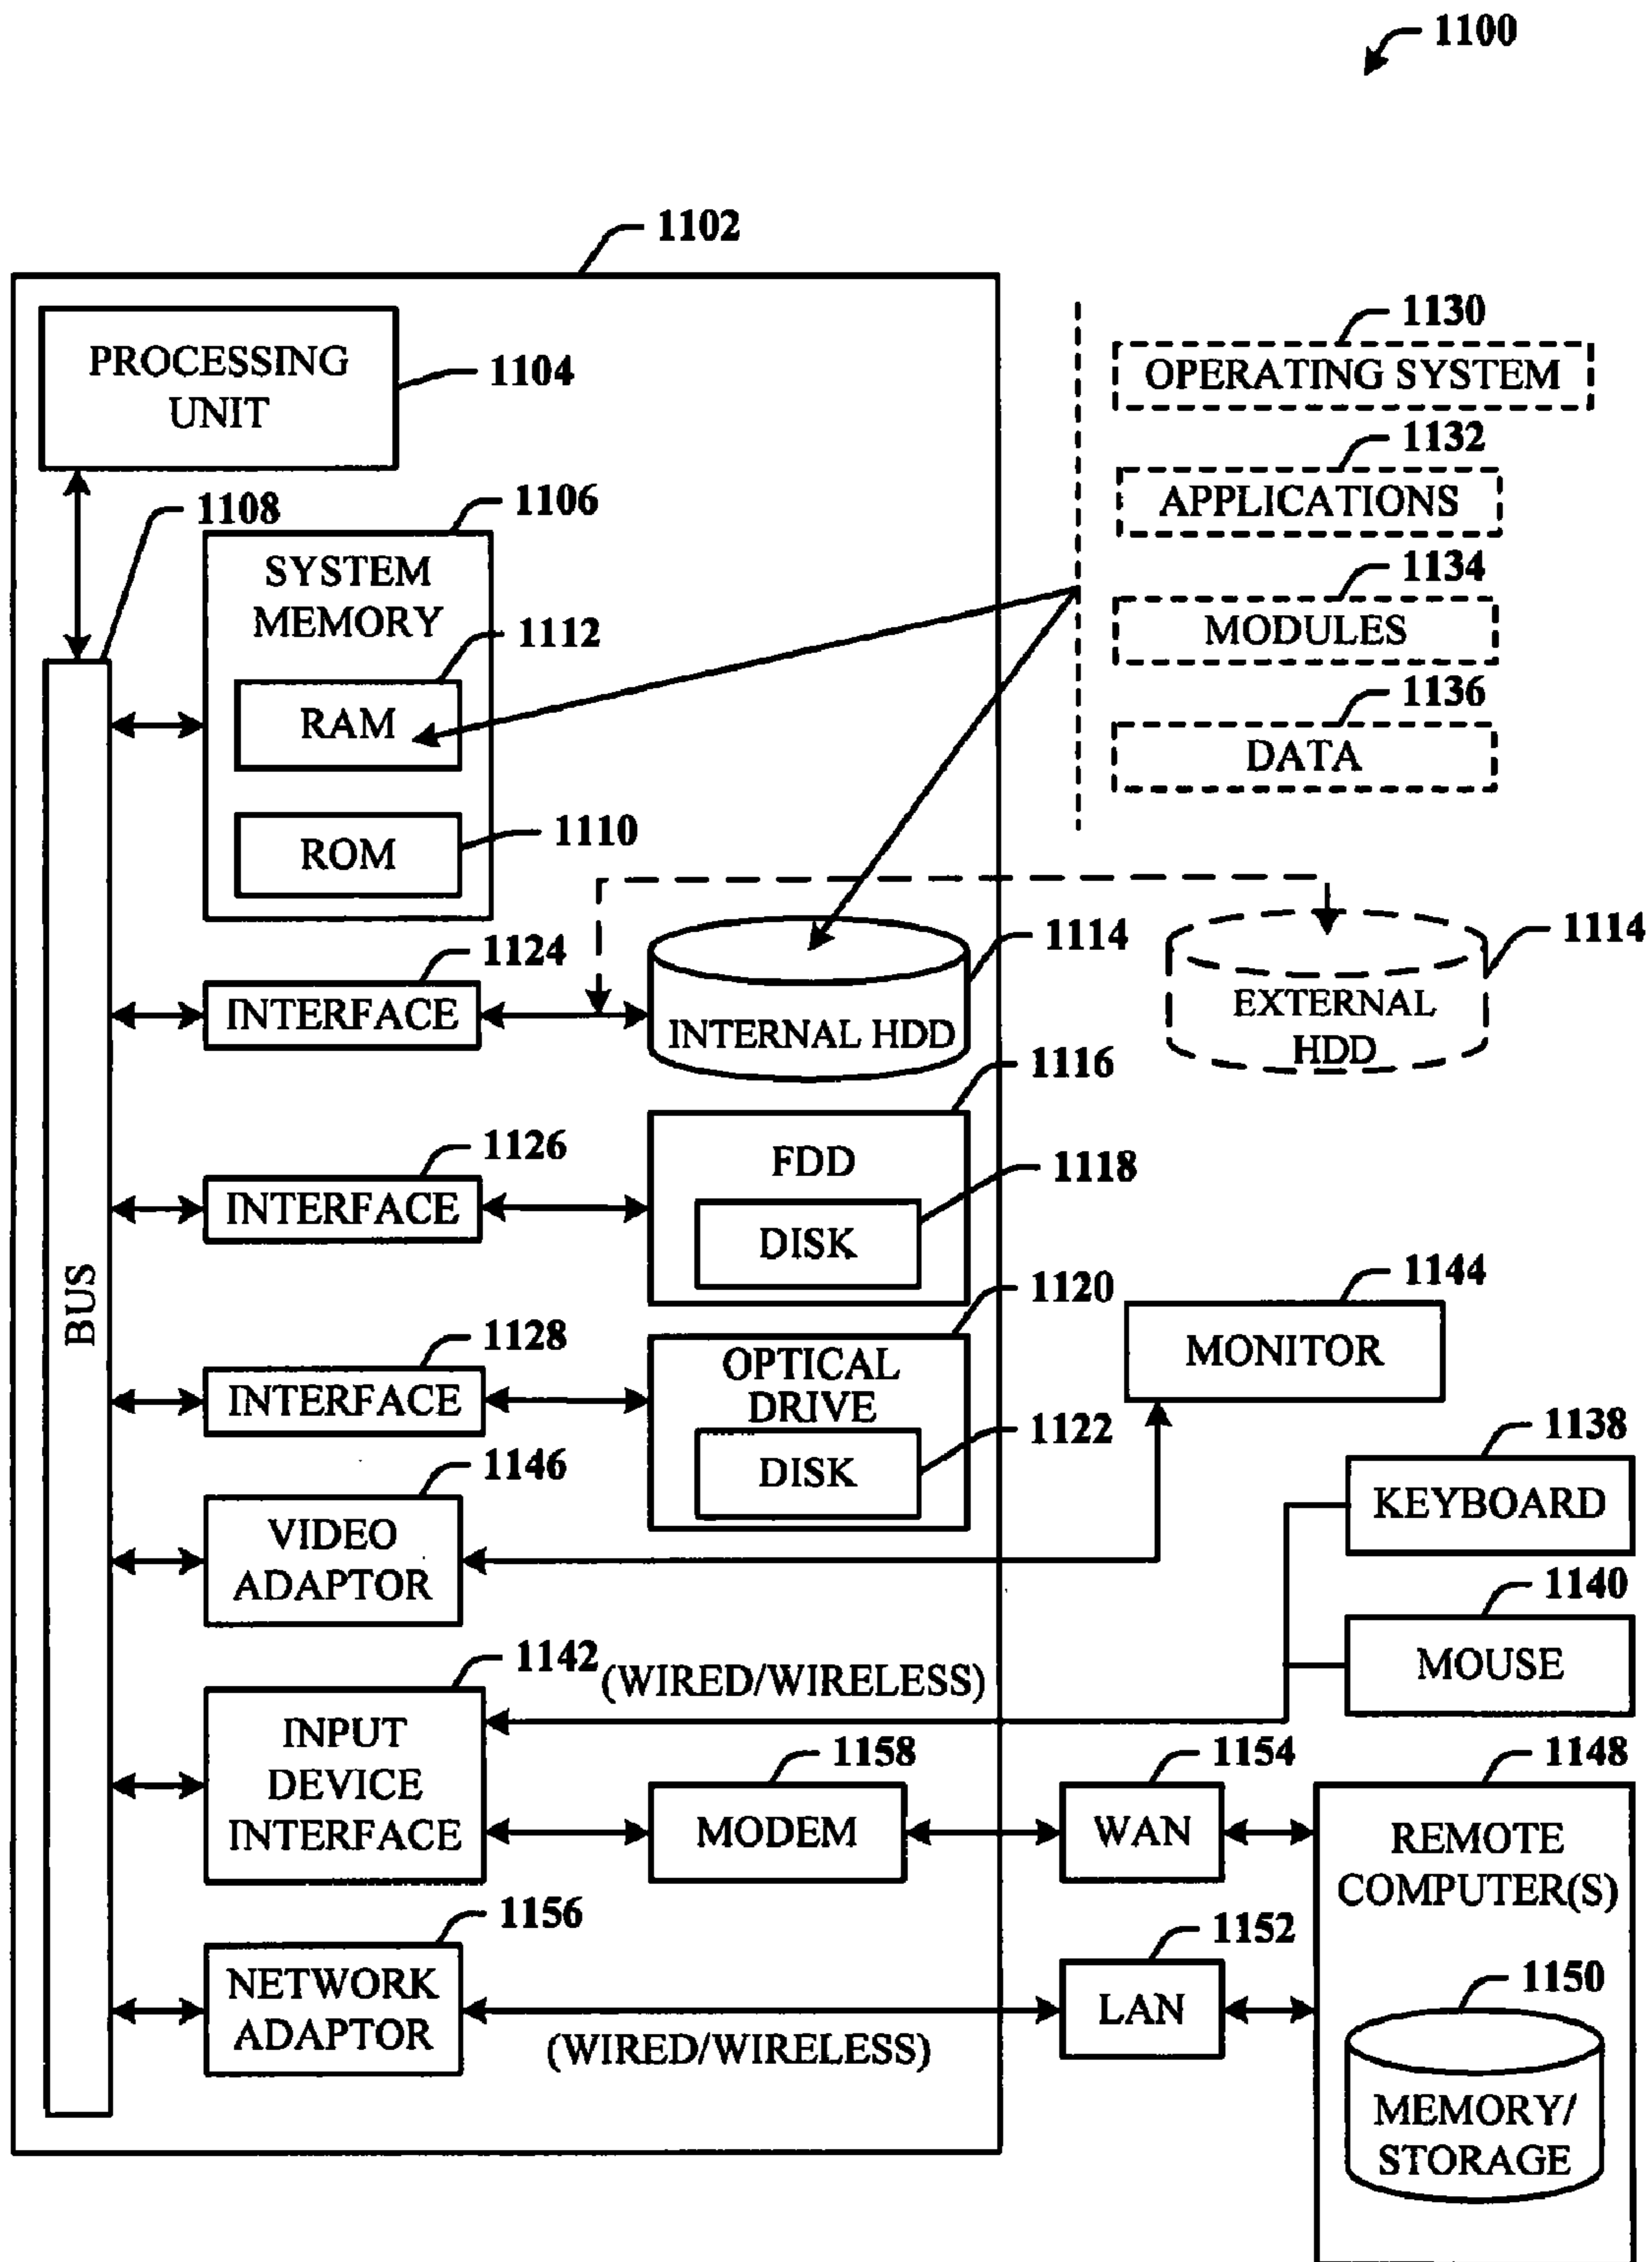 1100
1102
PROCESSING
UNIT
1104
1130
OPERATING SYSTEM
1132
APPLICATIONS
1134
MODULES
1136
DATA
1108
1106
SYSTEM
MEMORY
1112
RAM
1110
ROM
BUS
1124
INTERFACE
1114
INTERNAL HDD
1114
EXTERNAL
HDD
1126
INTERFACE
1116
FDD
1118
DISK
1128
INTERFACE
1120
OPTICAL
DRIVE
1122
DISK
1144
MONITOR
1146
VIDEO
ADAPTOR
1138
KEYBOARD
1140
MOUSE
1142
(WIRED/WIRELESS)
INPUT
DEVICE
INTERFACE
1158
MODEM
1154
WAN
1148
REMOTE
COMPUTER(S)
1156
NETWORK
ADAPTOR
(WIRED/WIRELESS)
1152
LAN
1150
MEMORY/
STORAGE